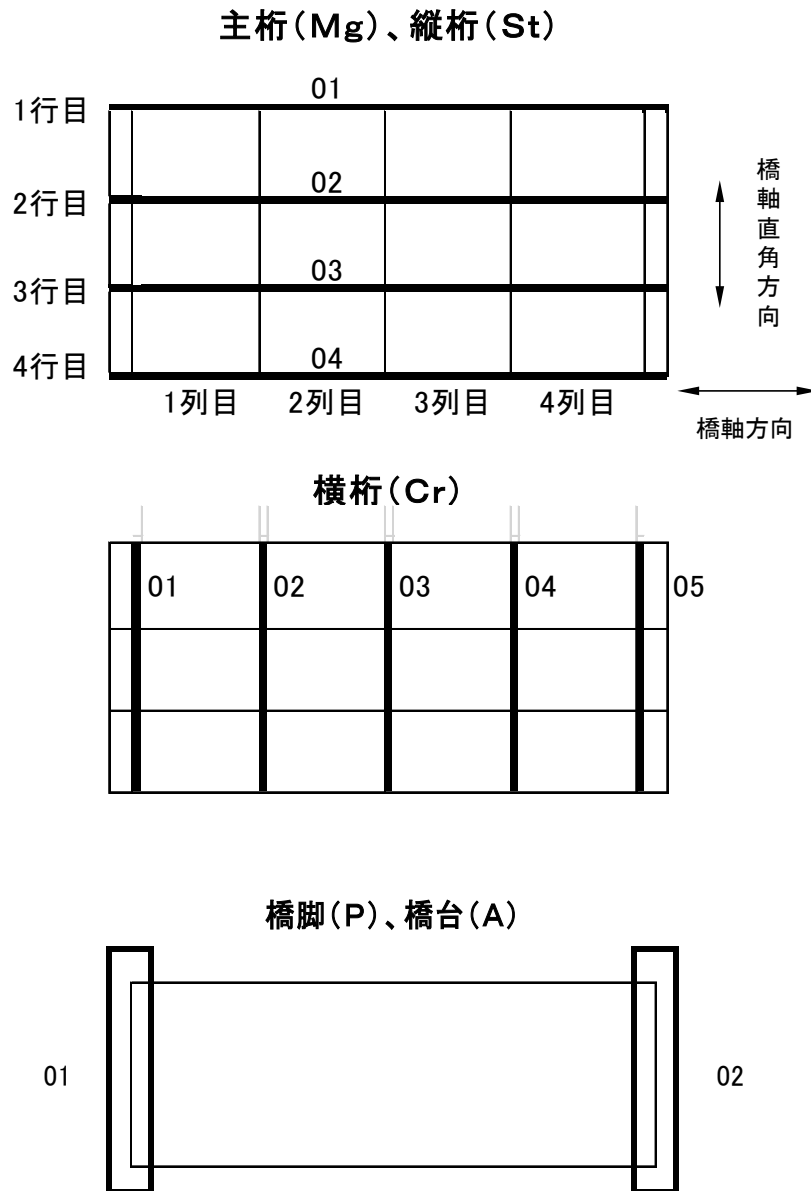 主桁（Mg）、縦桁（St）
01
1行目
02
2行目
03
3行目
04
4行目
1列目 2列目 3列目 4列目
橋軸直角方向
橋軸方向
横桁（Cr）
01 02 03 04 05
橋脚（P）、橋台（A）
01 02